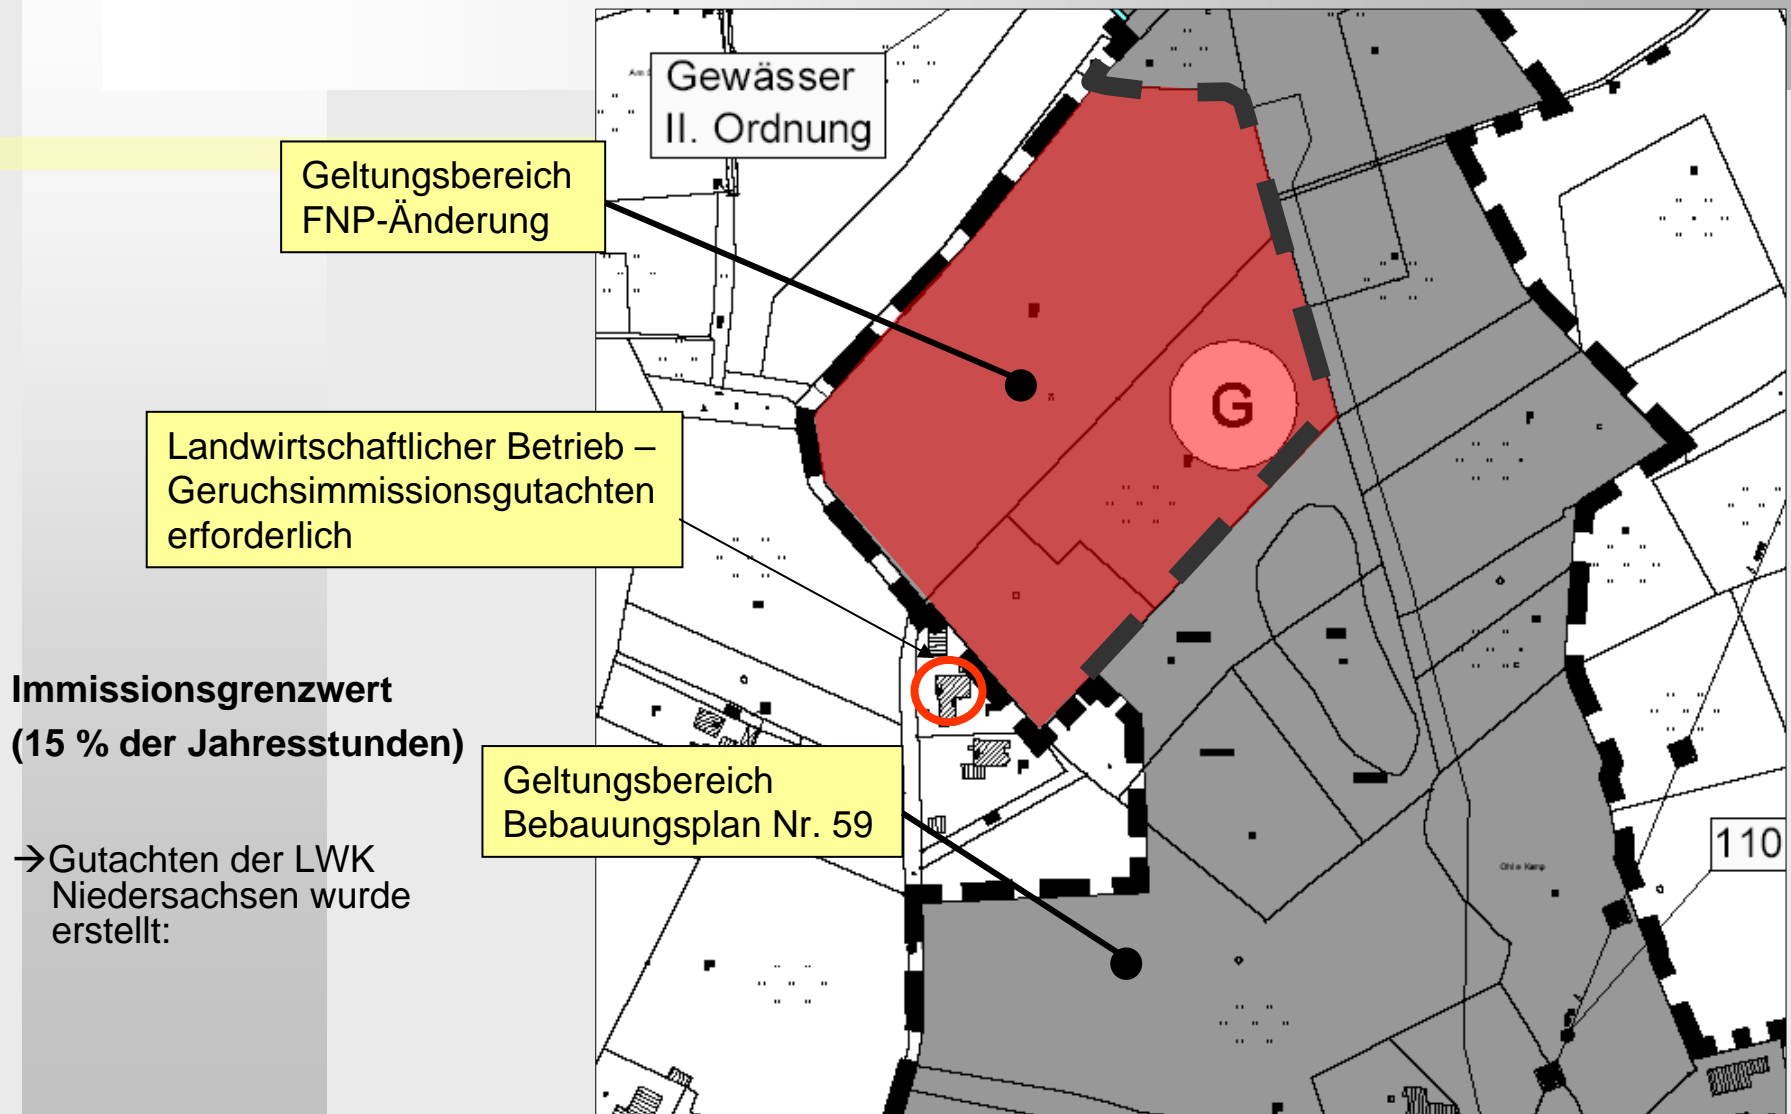 Gewässer
II. Ordnung
Geltungsbereich
FNP-Änderung
G
Landwirtschaftlicher Betrieb –
Geruchsimmissionsgutachten
erforderlich
Immissionsgrenzwert
(15 % der Jahresstunden)
Geltungsbereich
Bebauungsplan Nr. 59
→Gutachten der LWK
Niedersachsen wurde
erstellt:
110